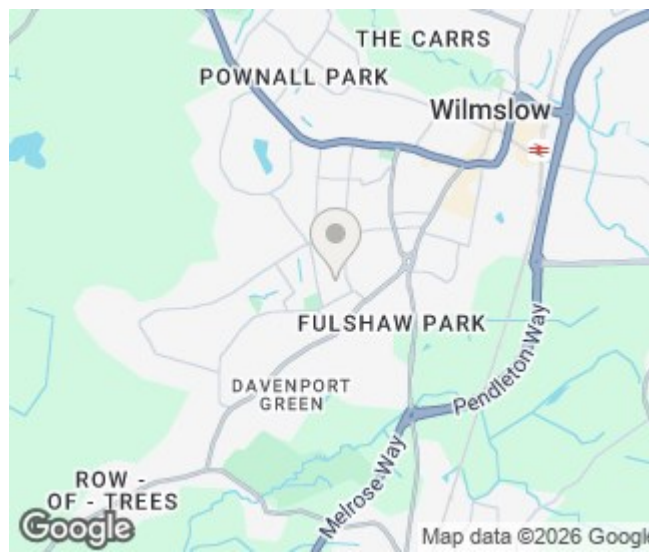 THE CARRS
POWNALL PARK
Wilmslow
FULSHAW PARK
DAVENPORT
GREEN
Pendleton Way
Melrose Way
ROW -
OF - TREES
Google
Map data ©2026 Google